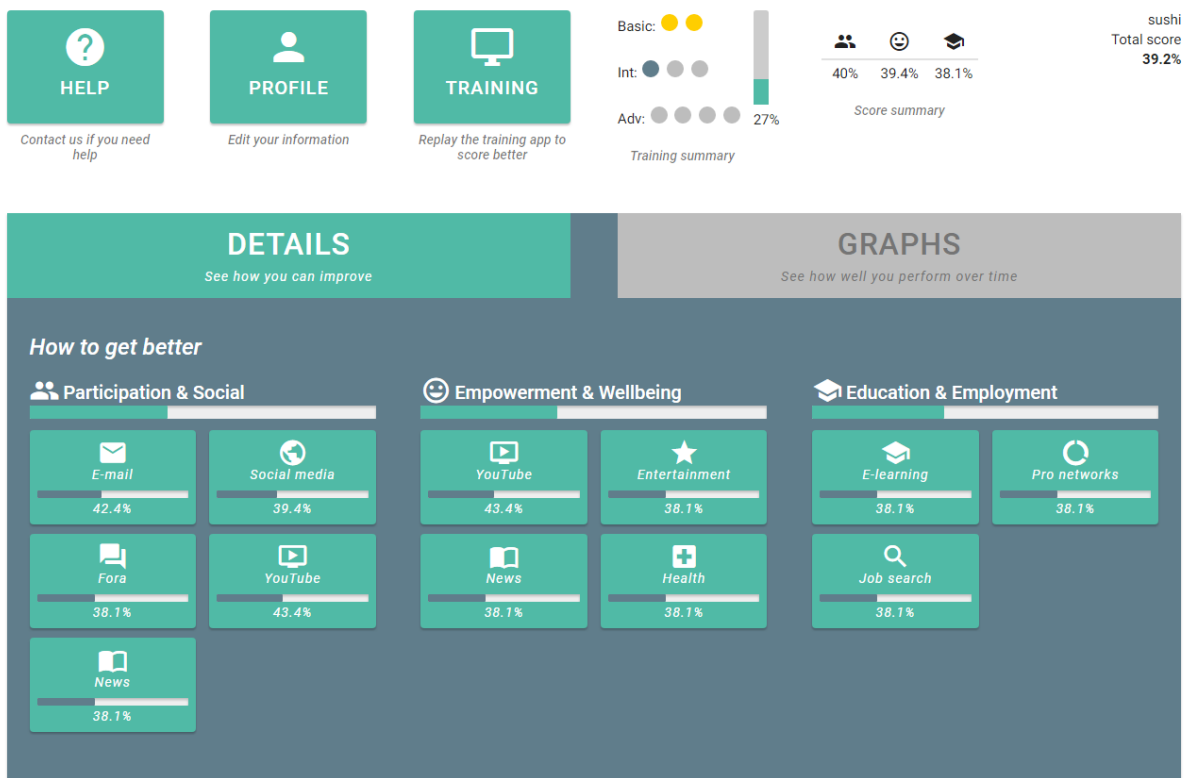 HELP
Contact us if you need
help
PROFILE
Edit your information
TRAINING
Replay the training app to
score better
Basic:
Int:
Adv:
27%
Training summary
40% 39.4% 38.1%
Score summary
sushi
Total score
39.2%
DETAILS
See how you can improve
GRAPHS
See how well you perform over time
How to get better
Participation & Social
E-mail
42.4%
Social media
39.4%
Fora
38.1%
YouTube
43.4%
News
38.1%
Empowerment & Wellbeing
YouTube
43.4%
Entertainment
38.1%
News
38.1%
Health
38.1%
Education & Employment
E-learning
38.1%
Pro networks
38.1%
Job search
38.1%